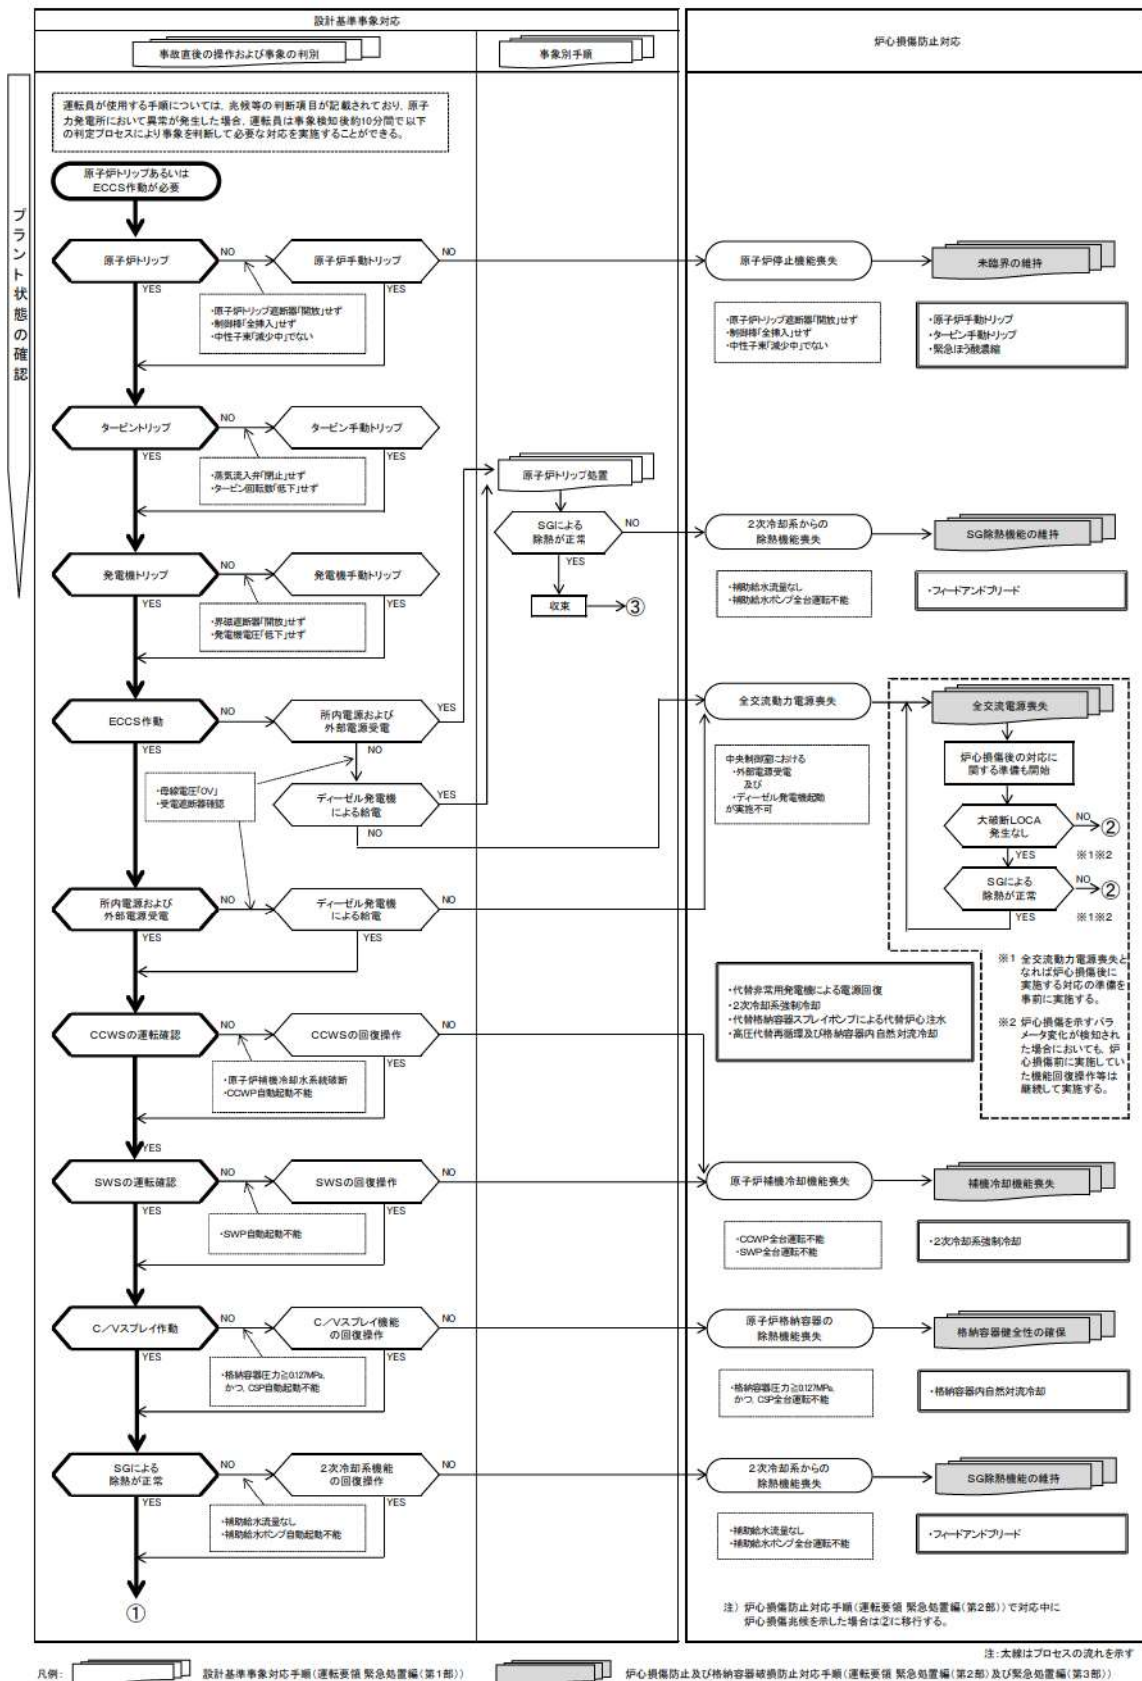 設計基準事象対応
事故直後の操作および事象の判別
事象別手順
炉心損傷防止対応
プラント状態の確認
運転員が使用する手順については、兆候等の判断項目が記載されており、原子
力発電所において異常が発生した場合、運転員は事象検知後約10分間で以下
の判定プロセスにより事象を判断して必要な対応を実施することができる。
原子炉トリップあるいは
ECCS作動が必要
原子炉トリップ
NO
YES
原子炉手動トリップ
NO
YES
・原子炉トリップ遮断器「開放」せず
・制御棒「全挿入」せず
・中性子束「減少中」でない
原子炉停止機能喪失
未臨界の維持
・原子炉トリップ遮断器「開放」せず
・制御棒「全挿入」せず
・中性子束「減少中」でない
・原子炉手動トリップ
・タービン手動トリップ
・緊急ほう酸濃縮
タービントリップ
NO
YES
タービン手動トリップ
YES
・蒸気流入弁「閉止」せず
・タービン回転数「低下」せず
原子炉トリップ処置
SGによる
除熱が正常
NO
YES
収束
③
2次冷却系からの
除熱機能喪失
SG除熱機能の維持
・補助給水流量なし
・補助給水ポンプ全台運転不能
・フィードアンドブリード
発電機トリップ
NO
YES
発電機手動トリップ
YES
・界磁遮断器「開放」せず
・発電機電圧「低下」せず
ECCS作動
NO
YES
所内電源および
外部電源受電
YES
NO
・母線電圧「0V」
・受電遮断器確認
ディーゼル発電機
による給電
YES
NO
全交流動力電源喪失
全交流電源喪失
中央制御室における
・外部電源受電
及び
・ディーゼル発電機起動
が実施不可
炉心損傷後の対応に
関する準備も開始
大破断LOCA
発生なし
NO
②
YES
※1※2
SGによる
除熱が正常
NO
②
YES
※1※2
所内電源および
外部電源受電
NO
YES
ディーゼル発電機
による給電
NO
YES
※1 全交流動力電源喪失と
なれば炉心損傷後に
実施する対応の準備を
事前に実施する。
※2 炉心損傷を示すパラ
メータ変化が検知され
た場合においても、炉
心損傷前に実施してい
た機能回復操作等は
継続して実施する。
・代替非常用発電機による電源回復
・2次冷却系強制冷却
・代替格納容器スプレイポンプによる代替炉心注水
・高圧代替再循環及び格納容器内自然対流冷却
CCWSの運転確認
NO
YES
CCWSの回復操作
NO
YES
・原子炉補機冷却水系統破断
・CCWP自動起動不能
SWSの運転確認
NO
YES
SWSの回復操作
NO
YES
・SWP自動起動不能
原子炉補機冷却機能喪失
補機冷却機能喪失
・CCWP全台運転不能
・SWP全台運転不能
・2次冷却系強制冷却
C／Vスプレイ作動
NO
YES
C／Vスプレイ機能
の回復操作
NO
YES
・格納容器圧力≧0.127MPa、
かつ、CSP自動起動不能
原子炉格納容器の
除熱機能喪失
格納容器健全性の確保
・格納容器圧力≧0.127MPa、
かつ、CSP全台運転不能
・格納容器内自然対流冷却
SGによる
除熱が正常
NO
YES
2次冷却系機能
の回復操作
NO
YES
・補助給水流量なし
・補助給水ポンプ自動起動不能
2次冷却系からの
除熱機能喪失
SG除熱機能の維持
・補助給水流量なし
・補助給水ポンプ全台運転不能
・フィードアンドブリード
①
注）炉心損傷防止対応手順（運転要領 緊急処置編（第2部））で対応中に
炉心損傷兆候を示した場合は②に移行する。
注：太線はプロセスの流れを示す
凡例：
設計基準事象対応手順（運転要領 緊急処置編（第1部））
炉心損傷防止及び格納容器破損防止対応手順（運転要領 緊急処置編（第2部）及び緊急処置編（第3部））